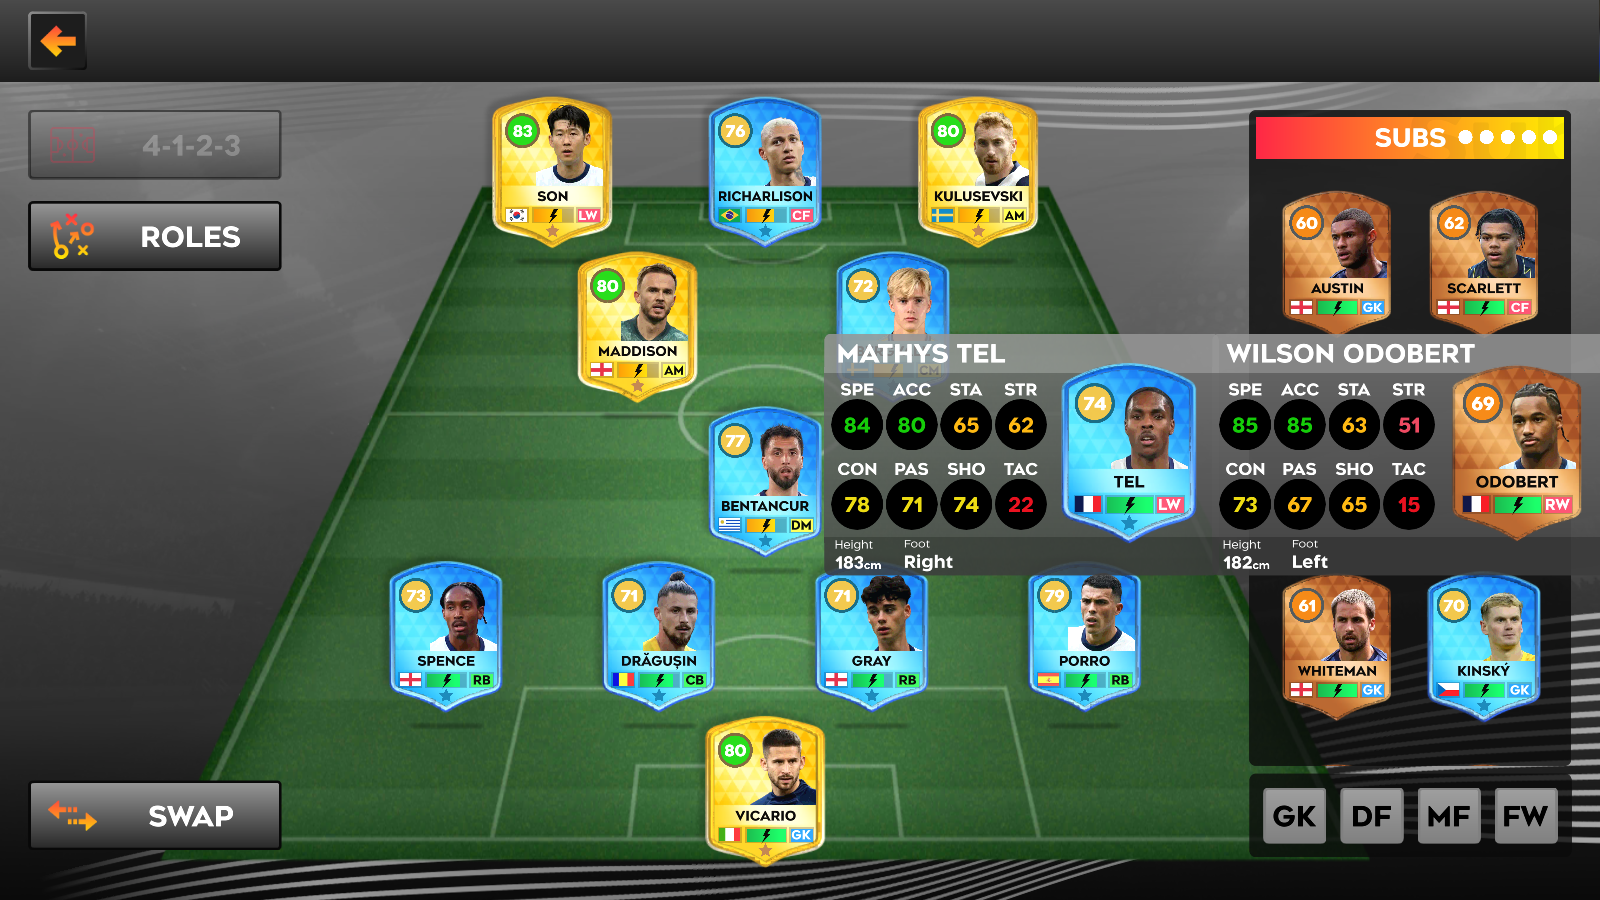 4-1-2-3
ROLES
SWAP
83
SON
LW
76
RICHARLISON
CF
80
KULUSEVSKI
AM
80
MADDISON
AM
72
CM
77
BENTANCUR
DM
73
SPENCE
RB
71
DRĂGUȘIN
CB
71
GRAY
RB
79
PORRO
RB
80
VICARIO
GK
MATHYS TEL
SPE ACC STA STR
84 80 65 62
CON PAS SHO TAC
78 71 74 22
Height Foot
183cm Right
74
TEL
LW
WILSON ODOBERT
SPE ACC STA STR
85 85 63 51
CON PAS SHO TAC
73 67 65 15
Height Foot
182cm Left
69
ODOBERT
RW
SUBS
60
AUSTIN
GK
62
SCARLETT
CF
61
WHITEMAN
GK
70
KINSKÝ
GK
GK DF MF FW